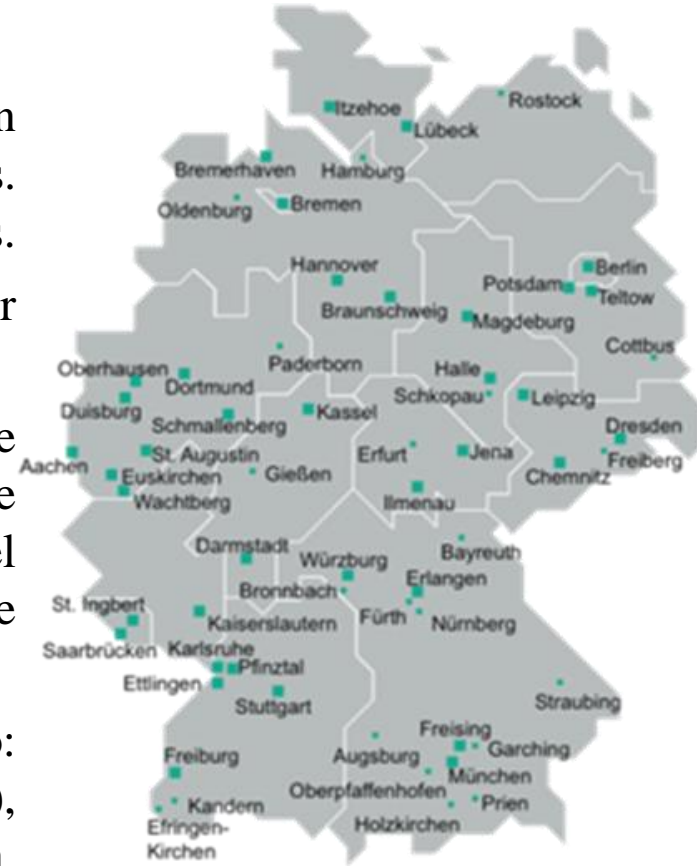 Itzehoe
Rostock
Lübeck
Bremerhaven
Hamburg
Oldenburg
Bremen
Hannover
Berlin
Potsdam
Teltow
Braunschweig
Magdeburg
Cottbus
Paderborn
Oberhausen
Dortmund
Halle
Schkopau
Leipzig
Duisburg
Kassel
Schmallenberg
Dresden
Aachen
St. Augustin
Erfurt
Jena
Freiberg
Euskirchen
Gießen
Chemnitz
Wachtberg
Ilmenau
Darmstadt
Würzburg
Bayreuth
Bronnbach
Erlangen
St. Ingbert
Kaiserslautern
Fürth
Nürnberg
Saarbrücken
Karlsruhe
Pfinztal
Ettlingen
Stuttgart
Straubing
Freising
Garching
Freiburg
Augsburg
München
Oberpfaffenhofen
Kandern
Prien
Efringen-
Kirchen
Holzkirchen